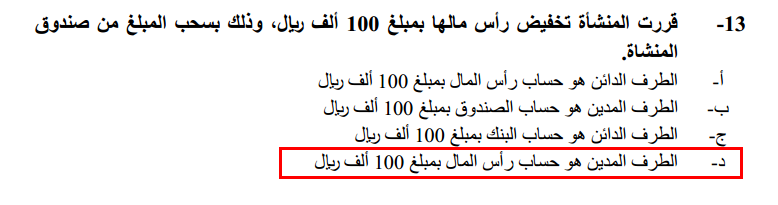 13- قررت المنشأة تخفيض رأس مالها بمبلغ 100 ألف ريال، وذلك بسحب المبلغ من صندوق
المنشاة.
أ- الطرف الدائن هو حساب رأس المال بمبلغ 100 ألف ريال
ب- الطرف المدين هو حساب الصندوق بمبلغ 100 ألف ريال
ج- الطرف الدائن هو حساب البنك بمبلغ 100 ألف ريال
د- الطرف المدين هو حساب رأس المال بمبلغ 100 ألف ريال